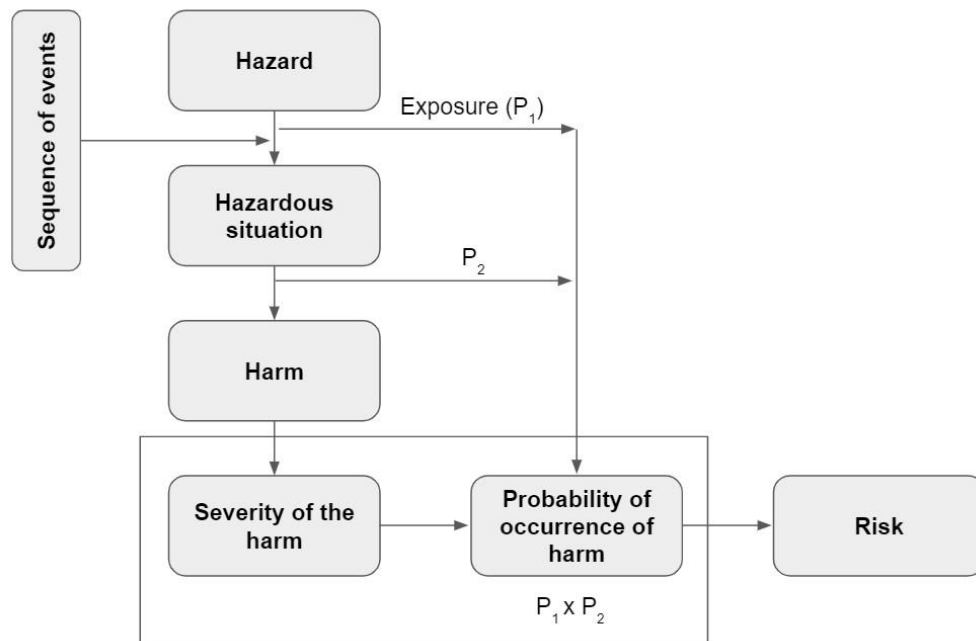 Sequence of events
Hazard
Exposure (P₁)
Hazardous
situation
P₂
Harm
Severity of the
harm
Probability of
occurrence of
harm
Risk
P₁ x P₂